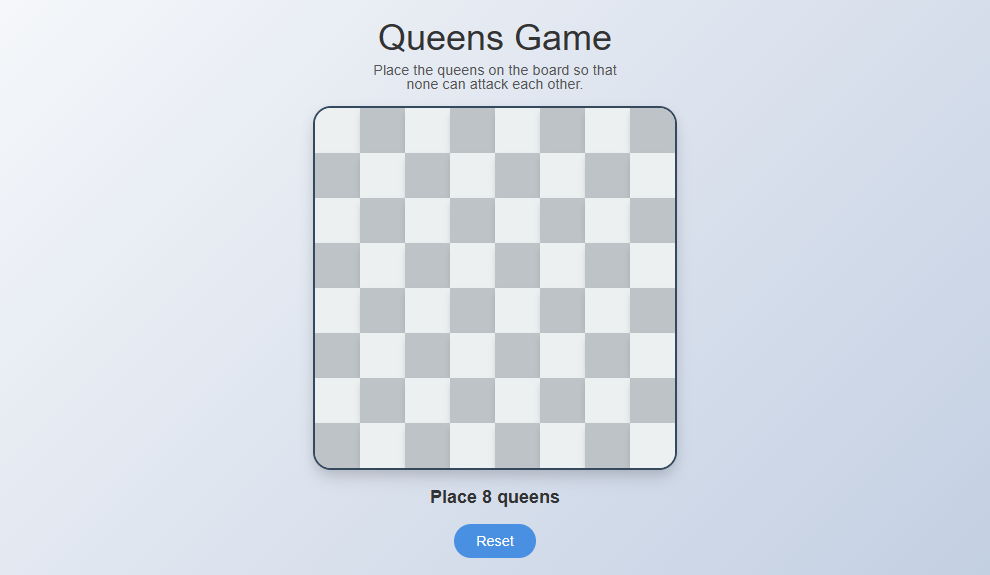 Queens Game
Place the queens on the board so that
none can attack each other.
Place 8 queens
Reset